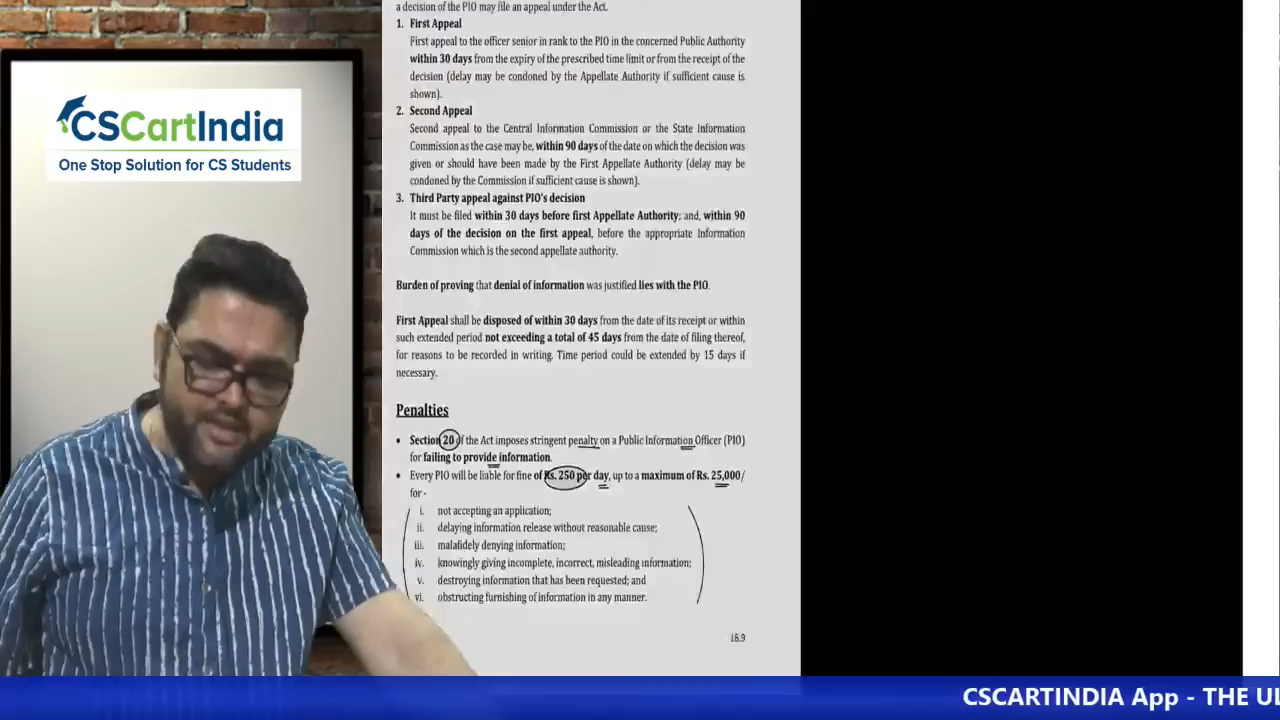 CSCartIndia
One Stop Solution for CS Students
a decision of the PIO may file an appeal under the Act.
1. First Appeal
First appeal to the officer senior in rank to the PIO in the concerned Public Authority
within 30 days from the expiry of the prescribed time limit or from the receipt of the
decision (delay may be condoned by the Appellate Authority if sufficient cause is
shown).
2. Second Appeal
Second appeal to the Central Information Commission or the State Information
Commission as the case may be, within 90 days of the date on which the decision was
given or should have been made by the First Appellate Authority (delay may be
condoned by the Commission if sufficient cause is shown).
3. Third Party appeal against PIO's decision
It must be filed within 30 days before first Appellate Authority; and, within 90
days of the decision on the first appeal, before the appropriate Information
Commission which is the second appellate authority.
Burden of proving that denial of information was justified lies with the PIO.
First Appeal shall be disposed of within 30 days from the date of its receipt or within
such extended period not exceeding a total of 45 days from the date of filing thereof,
for reasons to be recorded in writing. Time period could be extended by 15 days if
necessary.
Penalties
• Section 20 of the Act imposes stringent penalty on a Public Information Officer (PIO)
for failing to provide information.
• Every PIO will be liable for fine of Rs. 250 per day, up to a maximum of Rs. 25,000/
for -
i. not accepting an application;
ii. delaying information release without reasonable cause;
iii. malafidely denying information;
iv. knowingly giving incomplete, incorrect, misleading information;
v. destroying information that has been requested; and
vi. obstructing furnishing of information in any manner.
16.9
CSCARTINDIA App - THE UL